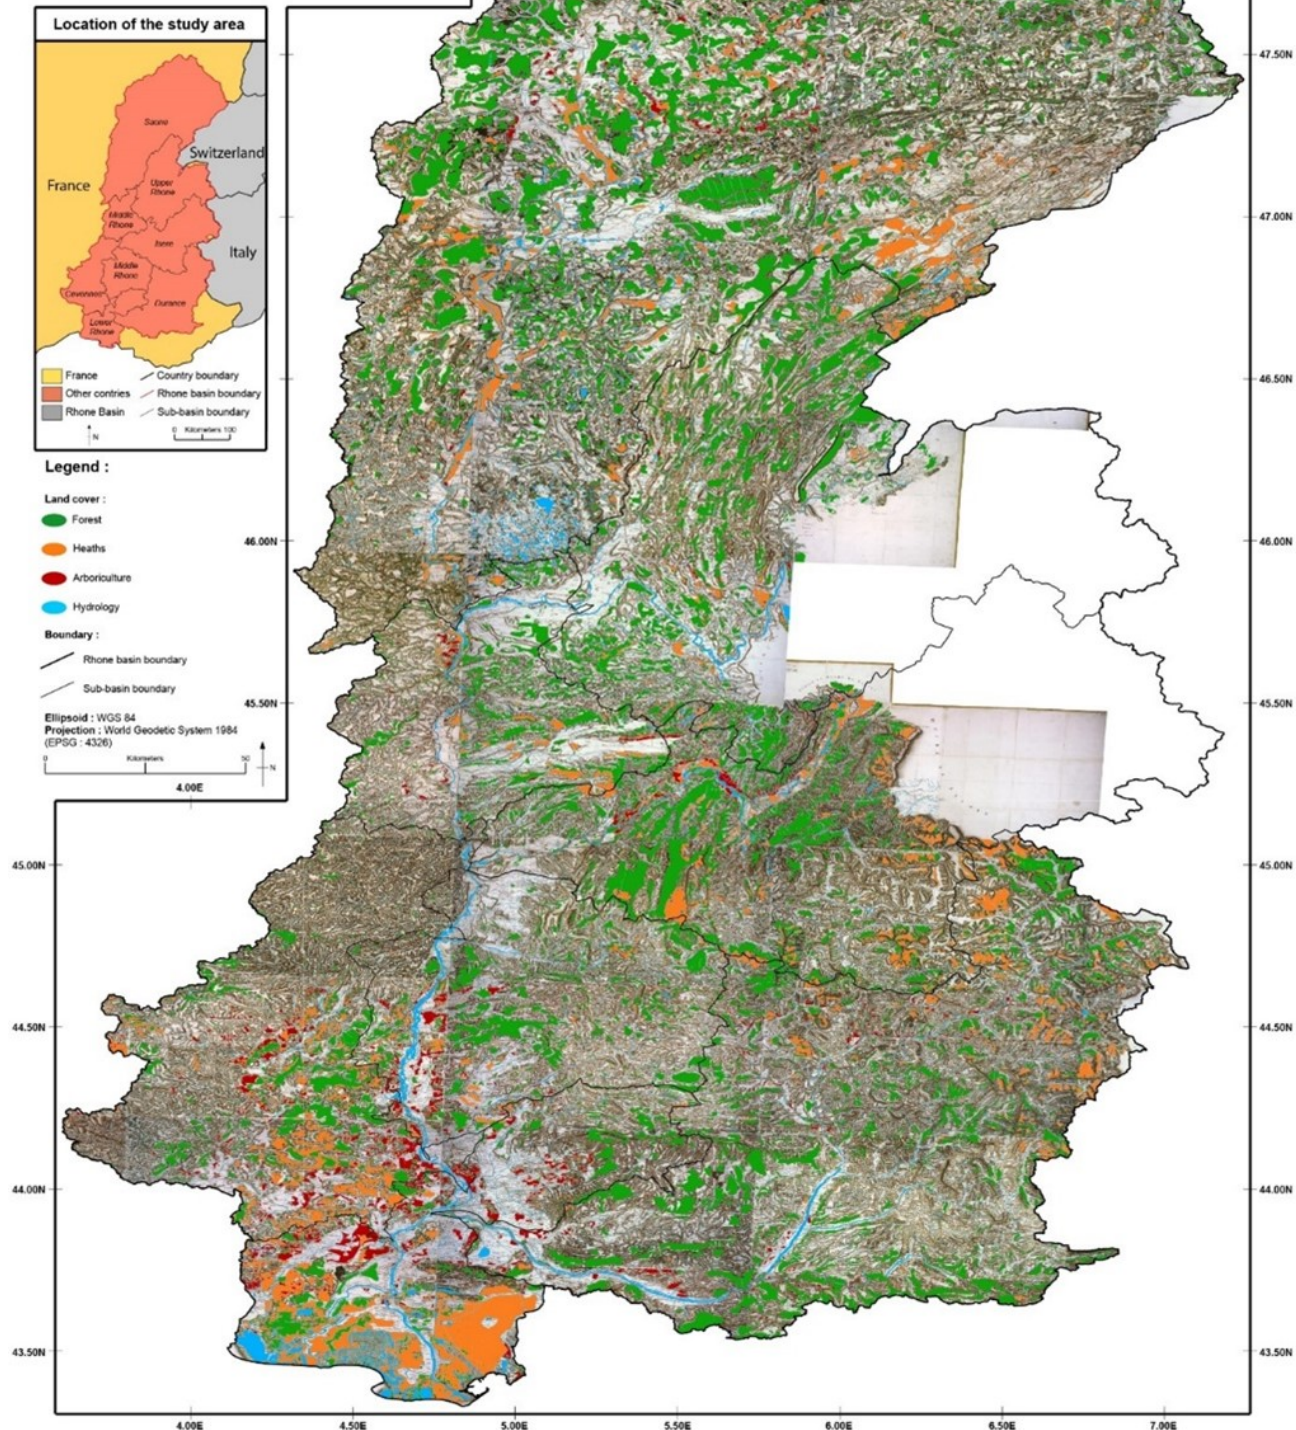 Location of the study area
Saone
Switzerland
France
Upper
Rhone
Middle
Rhone
Isere
Italy
Middle
Rhone
Cevennes
Durance
Lower
Rhone
France
Country boundary
Other contries
Rhone basin boundary
Rhone Basin
Sub-basin boundary
N
0 Kilometers 100
Legend :
Land cover :
Forest
Heaths
Arboriculture
Hydrology
Boundary :
Rhone basin boundary
Sub-basin boundary
Ellipsoid : WGS 84
Projection : World Geodetic System 1984
(EPSG : 4326)
0 Kilometers 50
N
4.00E
47.50N
47.00N
46.50N
46.00N
46.00N
45.50N
45.50N
45.00N
45.00N
44.50N
44.50N
44.00N
44.00N
43.50N
43.50N
4.00E
4.50E
5.00E
5.50E
6.00E
6.50E
7.00E